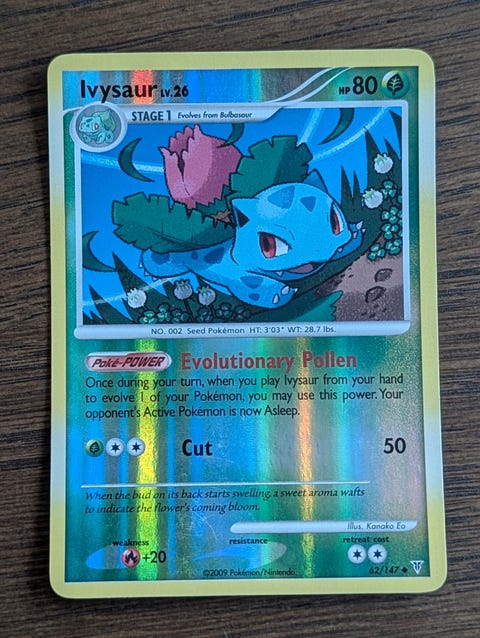 Ivysaur LV.26 HP 80
STAGE 1 Evolves from Bulbasaur
NO. 002 Seed Pokémon HT: 3'03" WT: 28.7 lbs.
Poké-POWER Evolutionary Pollen
Once during your turn, when you play Ivysaur from your hand
to evolve 1 of your Pokémon, you may use this power. Your
opponent's Active Pokémon is now Asleep.
Cut 50
When the bud on its back starts swelling, a sweet aroma wafts
to indicate the flower's coming bloom.
Illus. Kanako Eo
weakness resistance retreat cost
+20
©2009 Pokémon/Nintendo
62/147